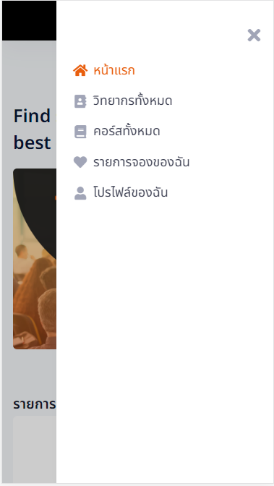 หน้าแรก
วิทยากรทั้งหมด
คอร์สทั้งหมด
รายการจองของฉัน
โปรไฟล์ของฉัน
Find
best
รายการ